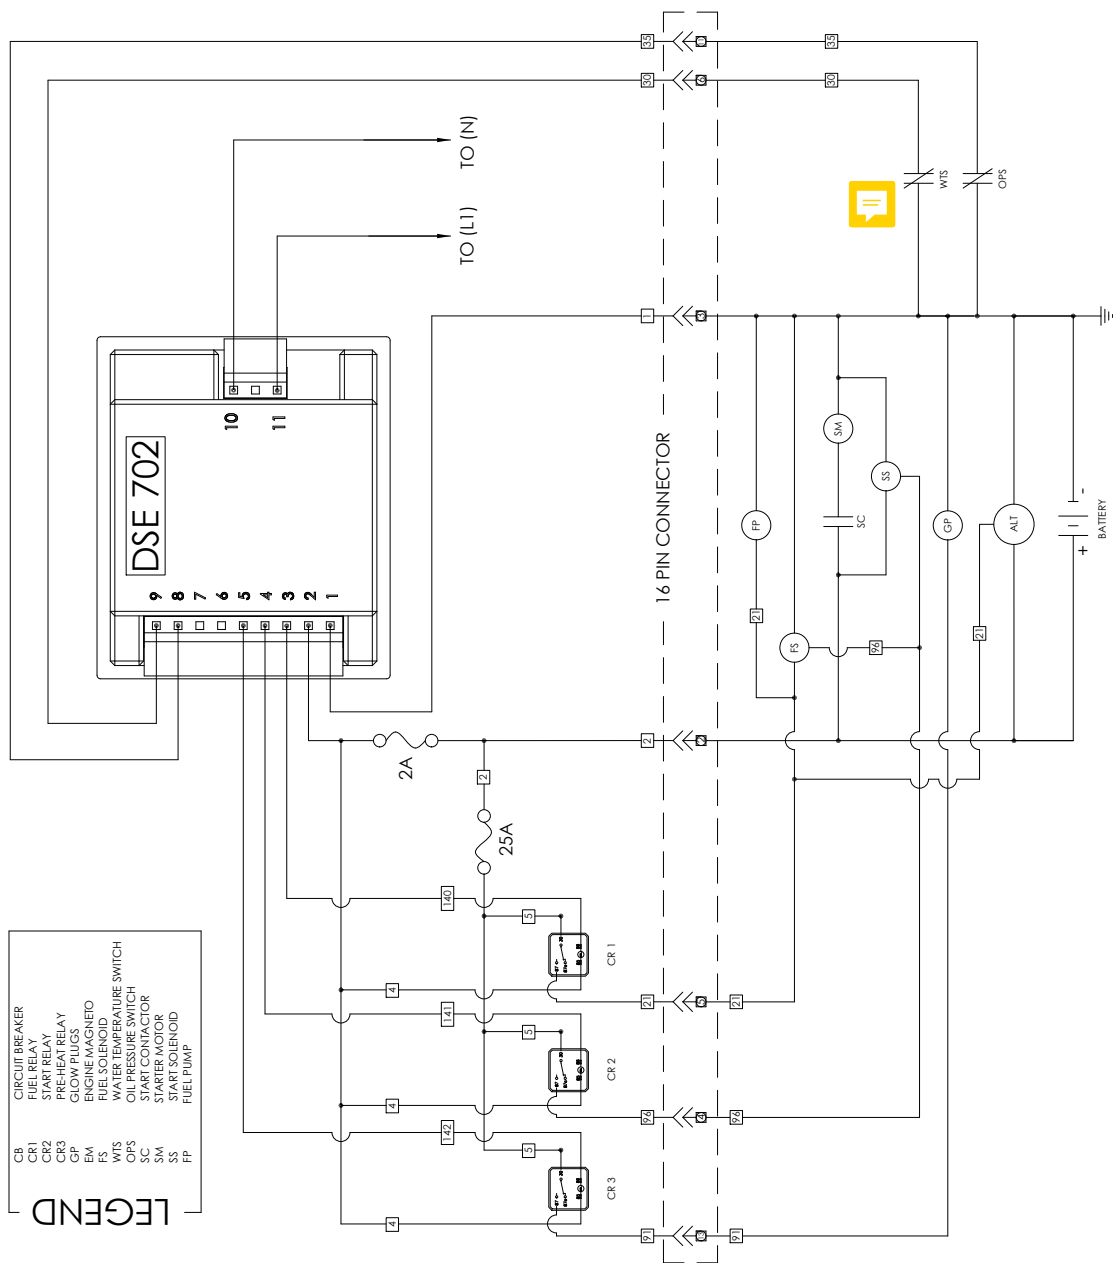 35
35
30
30
TO (N)
TO (L1)
WTS
OPS
1
3
10
11
DSE 702
9
8
7
6
5
4
3
2
1
16 PIN CONNECTOR
SM
SS
SC
FP
GP
ALT
+
-
BATTERY
21
FS
96
21
2
2A
2
25A
140
5
CR 1
4
21
5
21
141
5
CR 2
4
96
4
96
142
5
CR 3
4
91
91
LEGEND
CB CIRCUIT BREAKER
CR1 FUEL RELAY
CR2 START RELAY
CR3 PRE-HEAT RELAY
GP GLOW PLUGS
EM ENGINE MAGNETO
FS FUEL SOLENOID
WTS WATER TEMPERATURE SWITCH
OPS OIL PRESSURE SWITCH
SC START CONTACTOR
SM STARTER MOTOR
SS START SOLENOID
FP FUEL PUMP